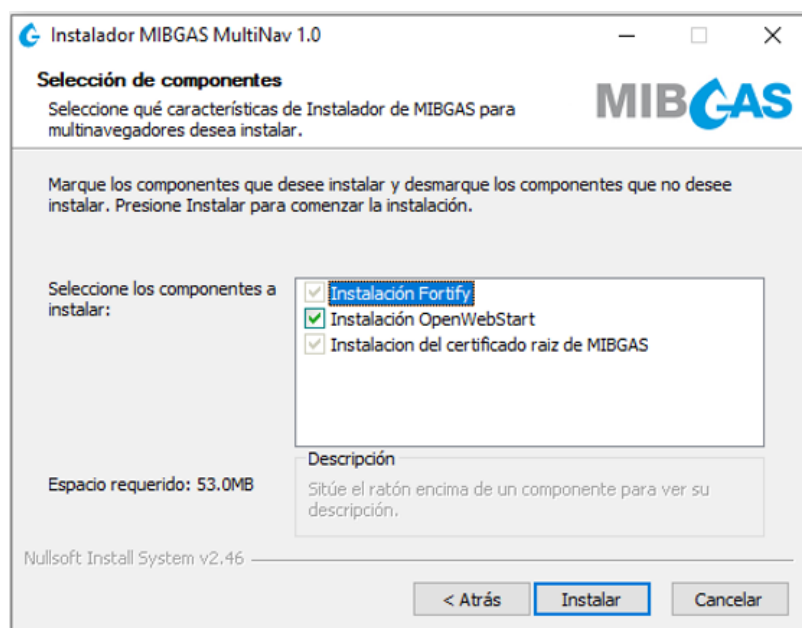 Instalador MIBGAS MultiNav 1.0
Selección de componentes
Seleccione qué características de Instalador de MIBGAS para
multinavegadores desea instalar.
MIBGAS
Marque los componentes que desee instalar y desmarque los componentes que no desee
instalar. Presione Instalar para comenzar la instalación.
Seleccione los componentes a
instalar:
Instalación Fortify
Instalación OpenWebStart
Instalacion del certificado raiz de MIBGAS
Espacio requerido: 53.0MB
Descripción
Sitúe el ratón encima de un componente para ver su
descripción.
Nullsoft Install System v2.46
< Atrás
Instalar
Cancelar